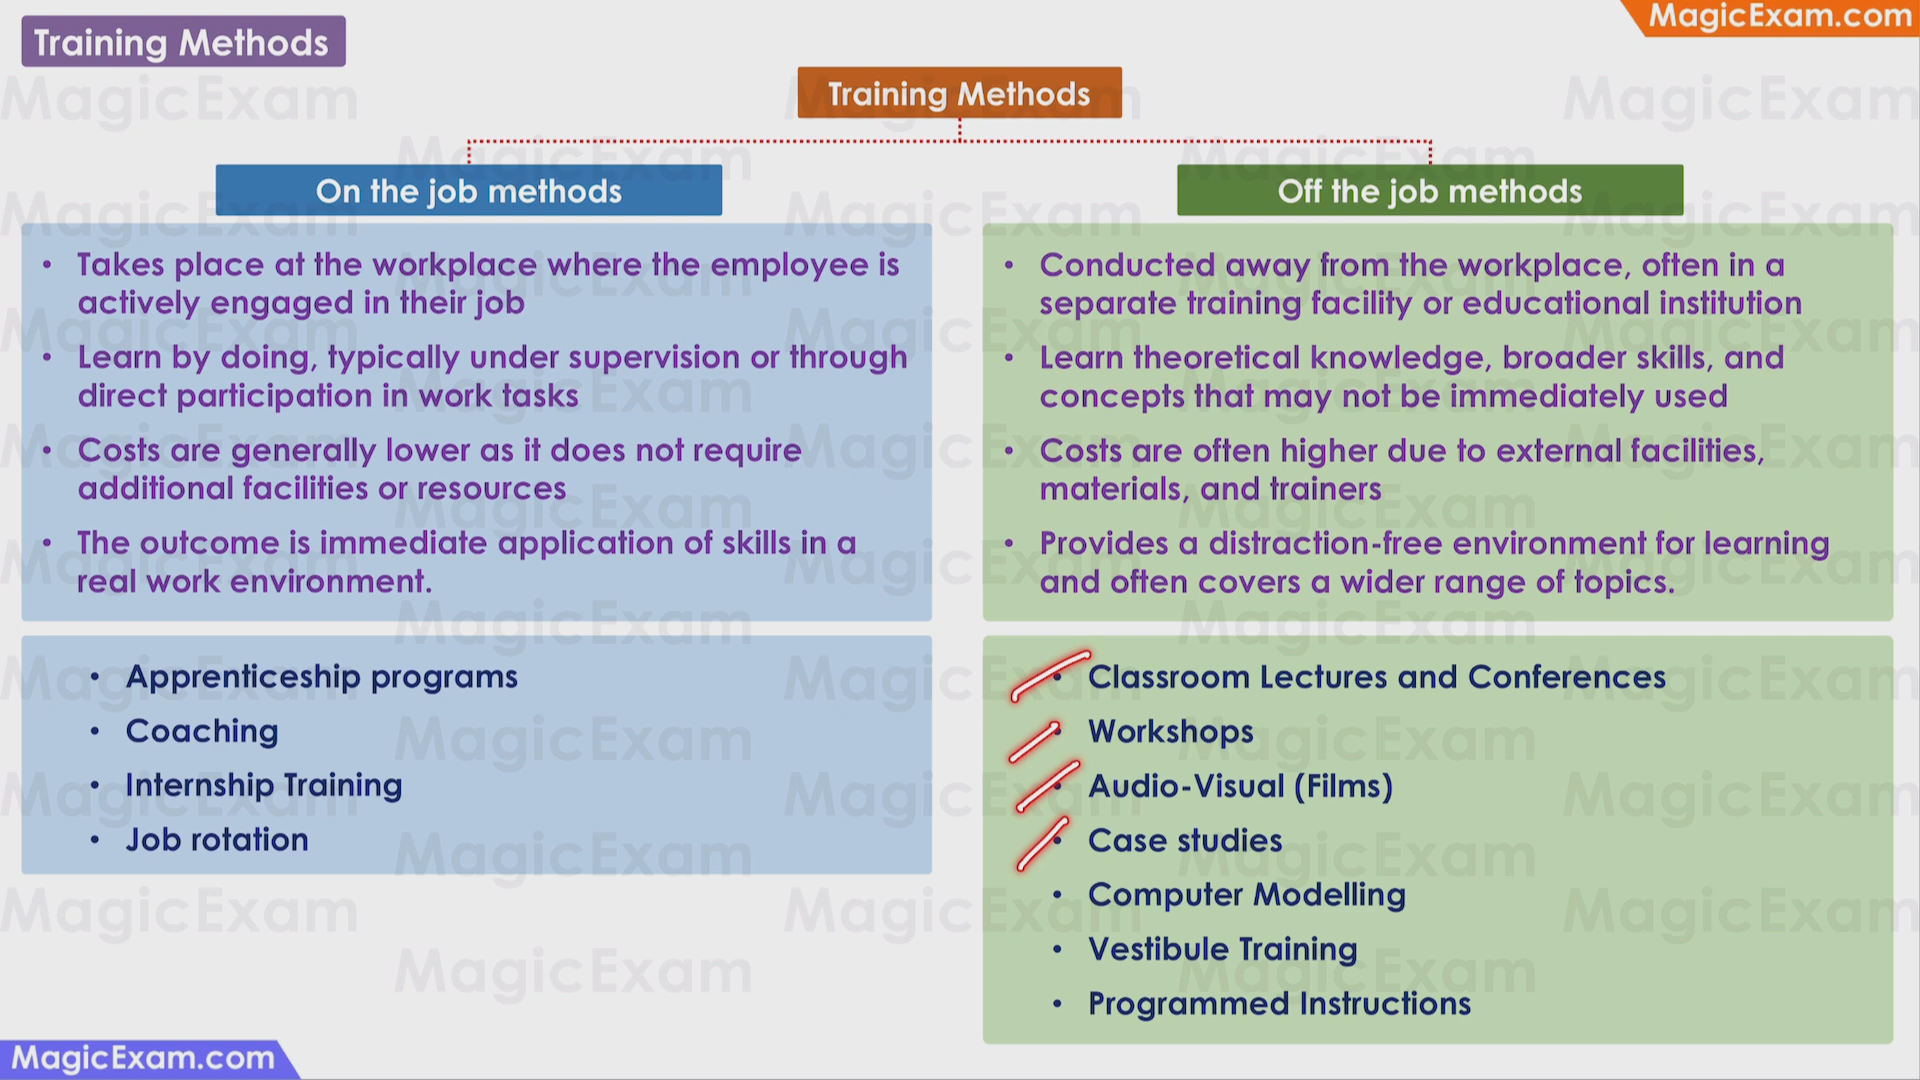 Training Methods
MagicExam.com
Training Methods
On the job methods
• Takes place at the workplace where the employee is
actively engaged in their job
• Learn by doing, typically under supervision or through
direct participation in work tasks
• Costs are generally lower as it does not require
additional facilities or resources
• The outcome is immediate application of skills in a
real work environment.
• Apprenticeship programs
• Coaching
• Internship Training
• Job rotation
Off the job methods
• Conducted away from the workplace, often in a
separate training facility or educational institution
• Learn theoretical knowledge, broader skills, and
concepts that may not be immediately used
• Costs are often higher due to external facilities,
materials, and trainers
• Provides a distraction-free environment for learning
and often covers a wider range of topics.
• Classroom Lectures and Conferences
• Workshops
• Audio-Visual (Films)
• Case studies
• Computer Modelling
• Vestibule Training
• Programmed Instructions
MagicExam.com